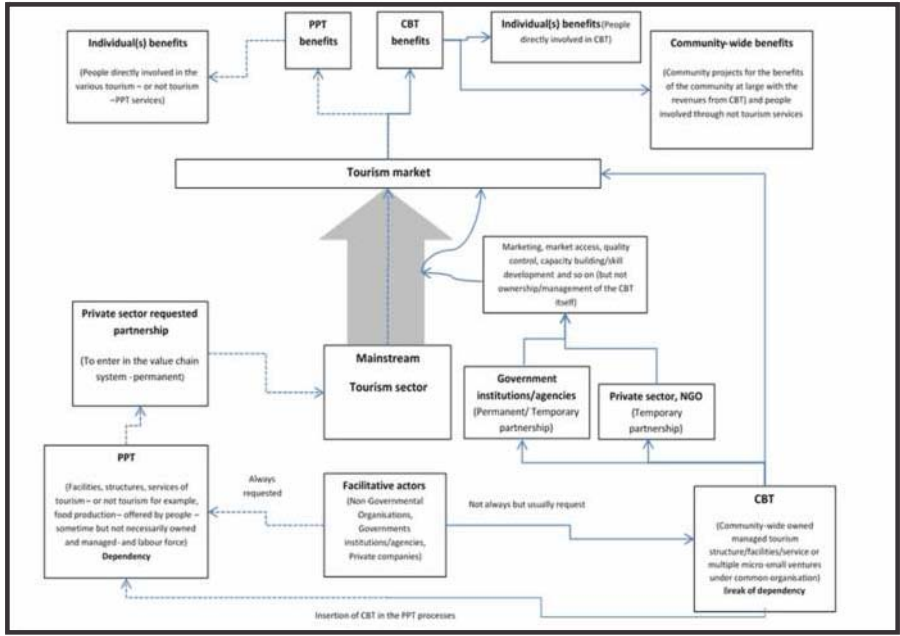 Individual(s) benefits
(People directly involved in the
various tourism – or not tourism
–PPT services)
PPT
benefits
CBT
benefits
Individual(s) benefits (People
directly involved in CBT)
Community-wide benefits
(Community projects for the benefits
of the community at large with the
revenues from CBT) and people
involved through not tourism services
Tourism market
Marketing, market access, quality
control, capacity building/skill
development and so on (but not
ownership/management of the CBT
itself)
Private sector requested
partnership
(To enter in the value chain
system - permanent)
Mainstream
Tourism sector
Government
institutions/agencies
(Permanent/ Temporary
partnership)
Private sector, NGO
(Temporary
partnership)
PPT
(Facilities, structures, services of
tourism – or not tourism for example,
food production – offered by people –
sometime but not necessarily owned
and managed - and labour force)
Dependency
Always
requested
Facilitative actors
(Non-Governmental
Organisations,
Governments
institutions/agencies,
Private companies)
Not always but usually request
CBT
(Community-wide owned
managed tourism
structure/facilities/service or
multiple micro-small ventures
under common organisation)
Break of dependency
Insertion of CBT in the PPT processes